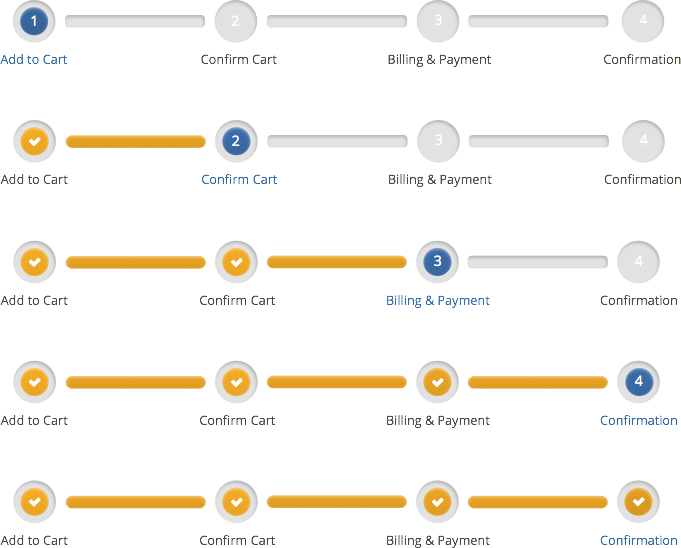 1 2 3 4
Add to Cart Confirm Cart Billing & Payment Confirmation
2 3 4
Add to Cart Confirm Cart Billing & Payment Confirmation
3 4
Add to Cart Confirm Cart Billing & Payment Confirmation
4
Add to Cart Confirm Cart Billing & Payment Confirmation
Add to Cart Confirm Cart Billing & Payment Confirmation